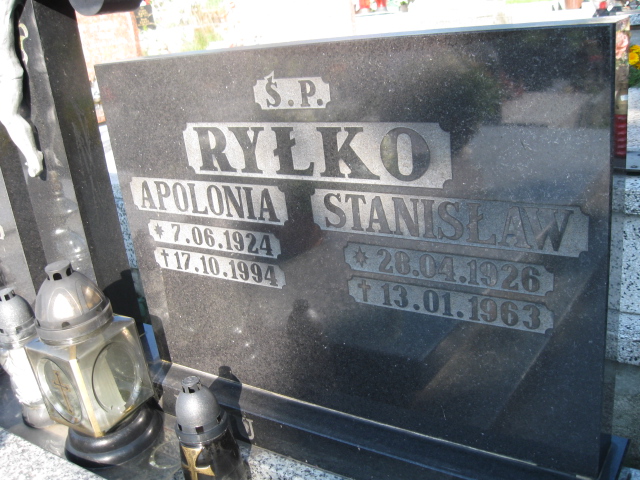 Ś.P.
RYŁKO
APOLONIA
* 7.06.1924
† 17.10.1994
STANISŁAW
* 28.04.1926
† 13.01.1963